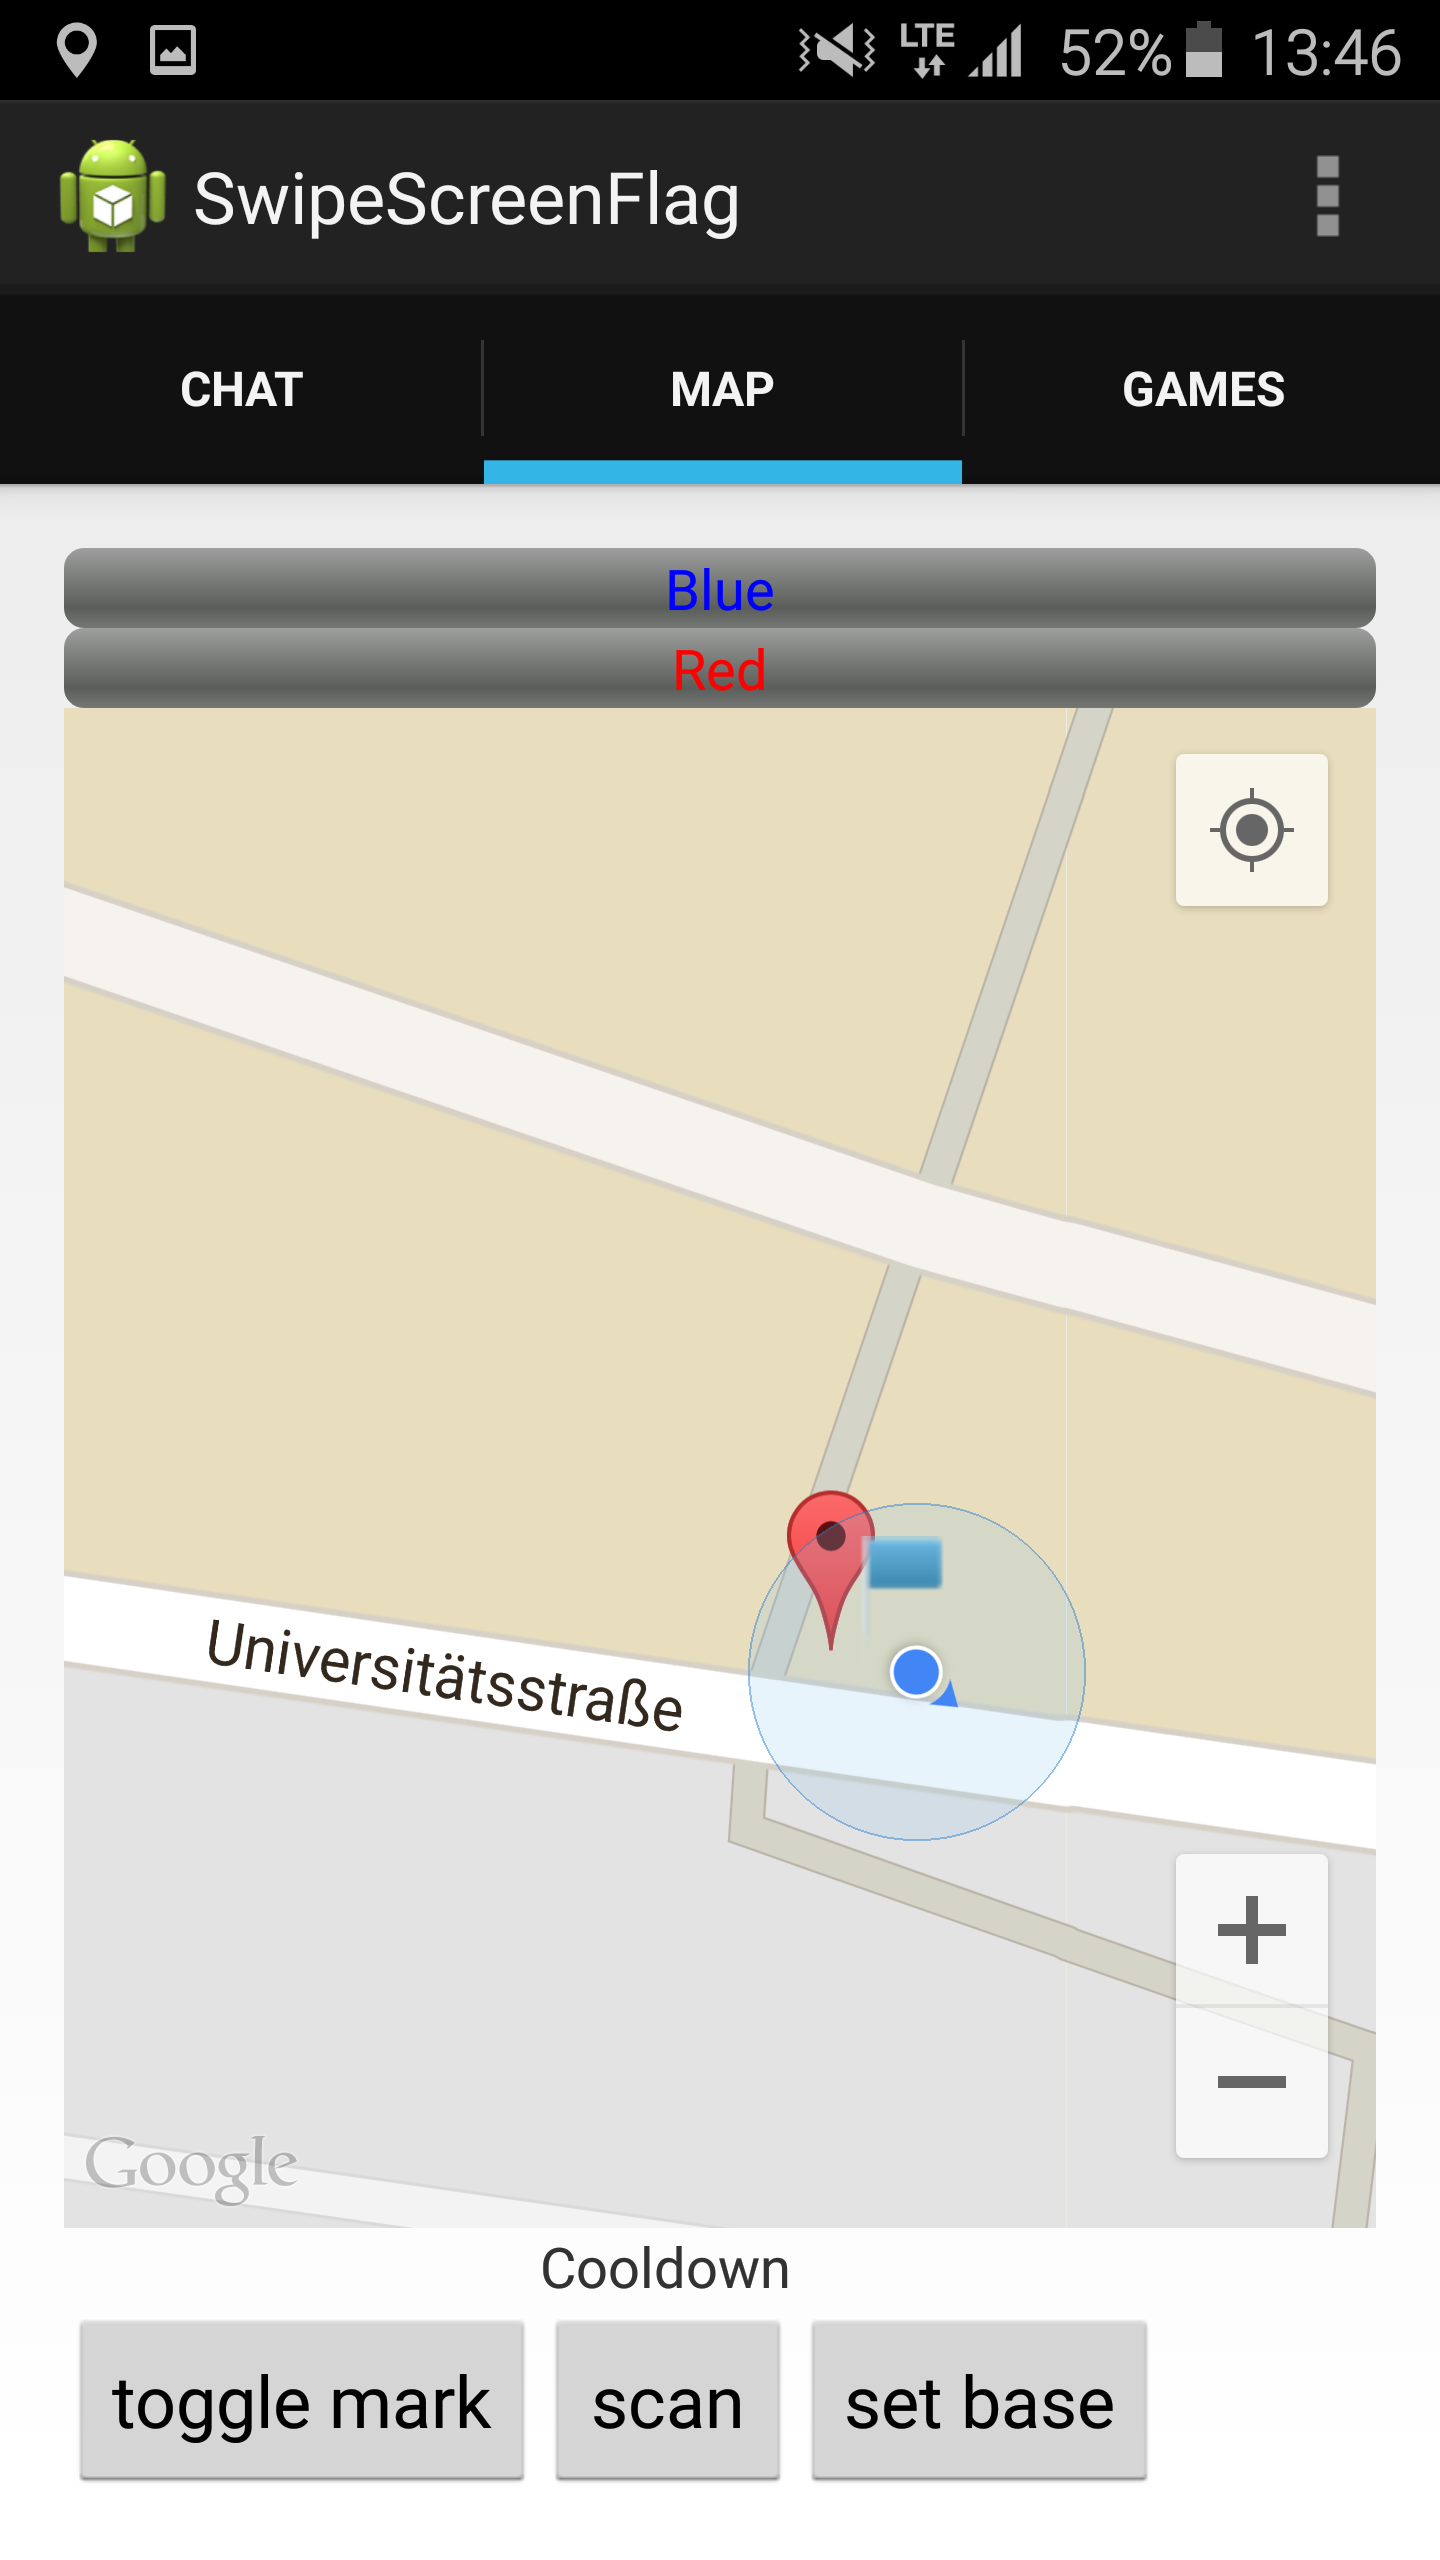 LTE 52% 13:46
SwipeScreenFlag
CHAT MAP GAMES
Blue
Red
Universitätsstraße
Google
Cooldown
toggle mark scan set base